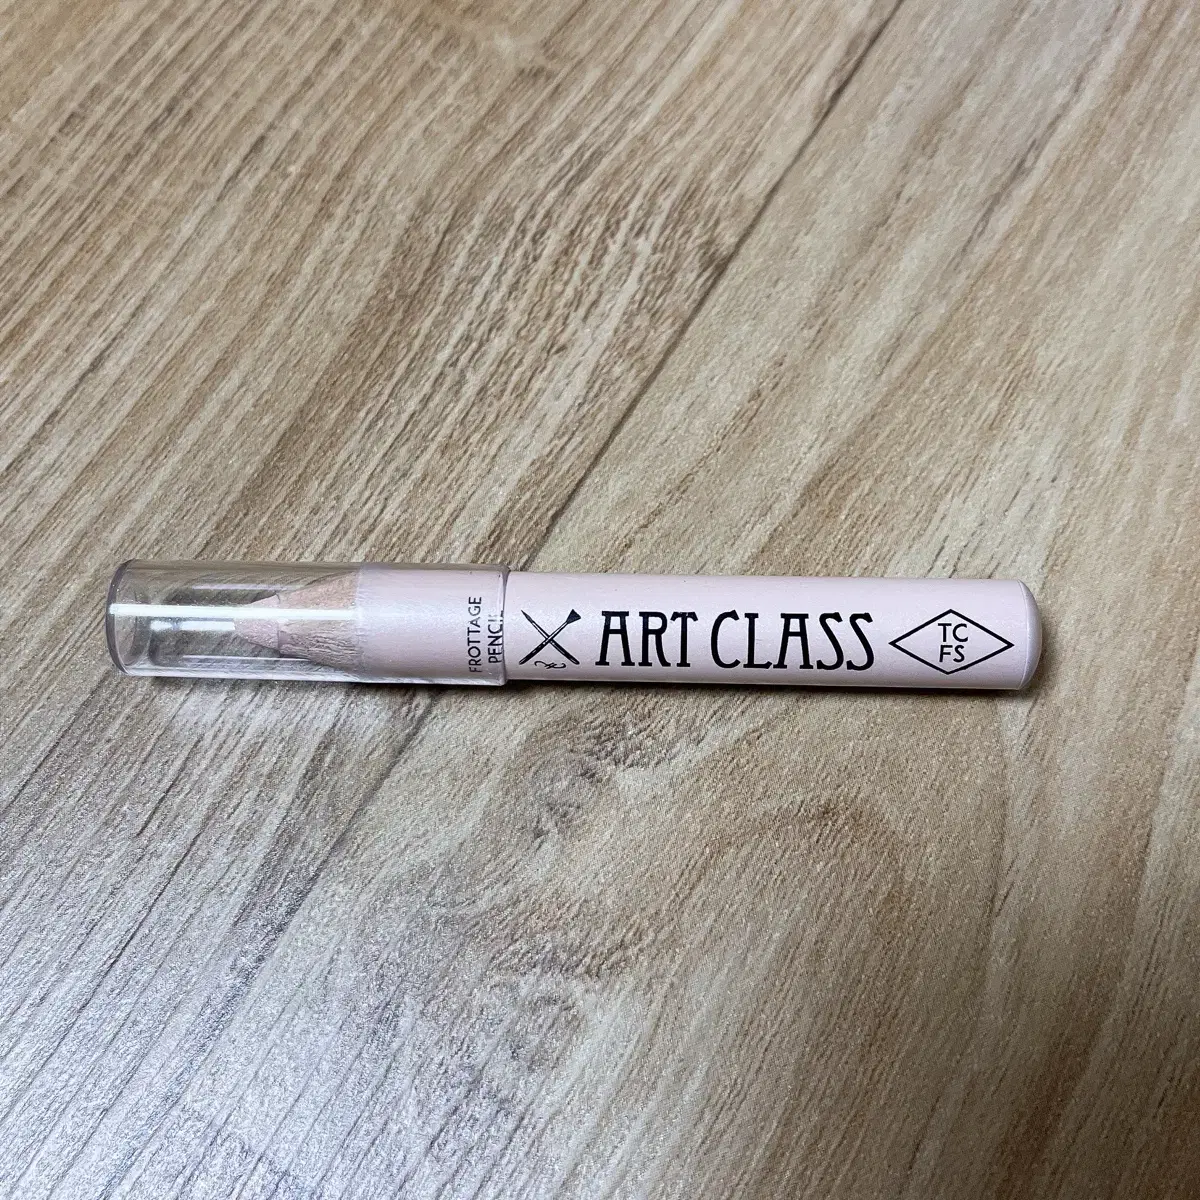 FROTTAGE
PENCIL
ART CLASS
TC
FS